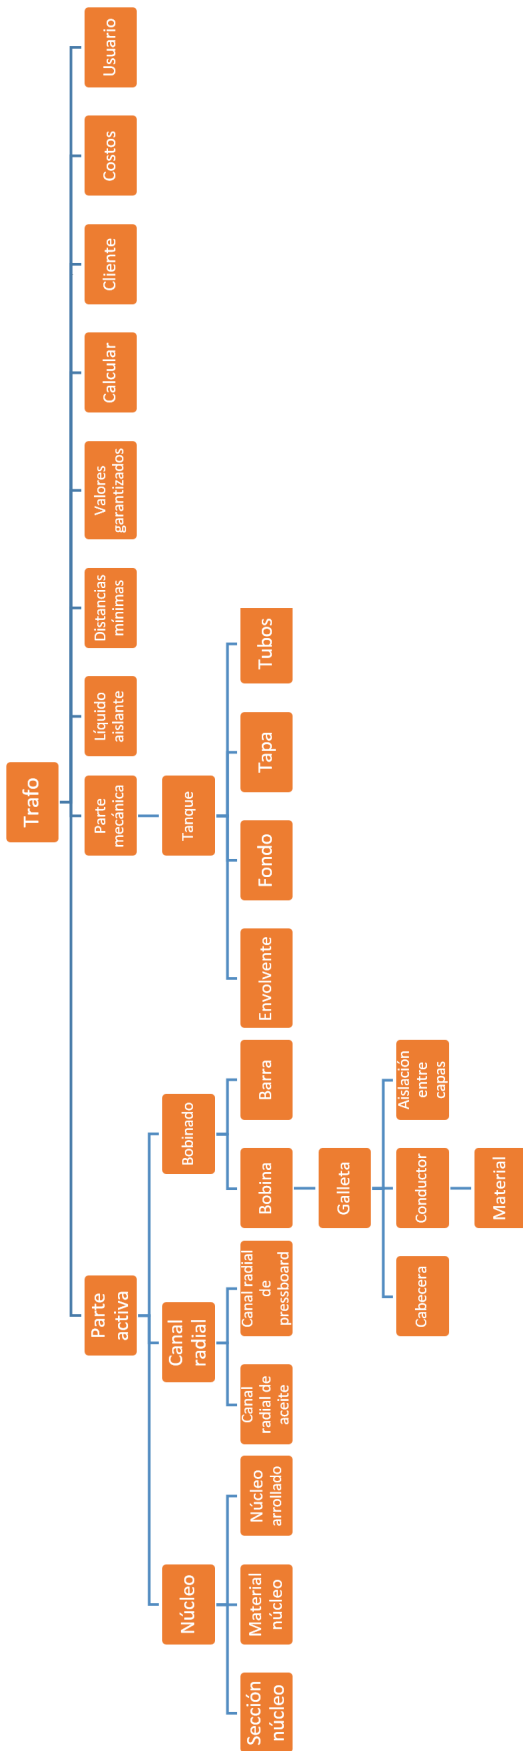 Trafo
Parte
activa
Parte
mecánica
Líquido
aislante
Distancias
mínimas
Valores
garantizados
Calcular
Cliente
Costos
Usuario
Núcleo
Canal
radial
Bobinado
Tanque
Sección
núcleo
Material
núcleo
Núcleo
arrollado
Canal
radial de
aceite
Canal radial
de
pressboard
Bobina
Barra
Envolvente
Fondo
Tapa
Tubos
Galleta
Cabecera
Conductor
Aislación
entre
capas
Material